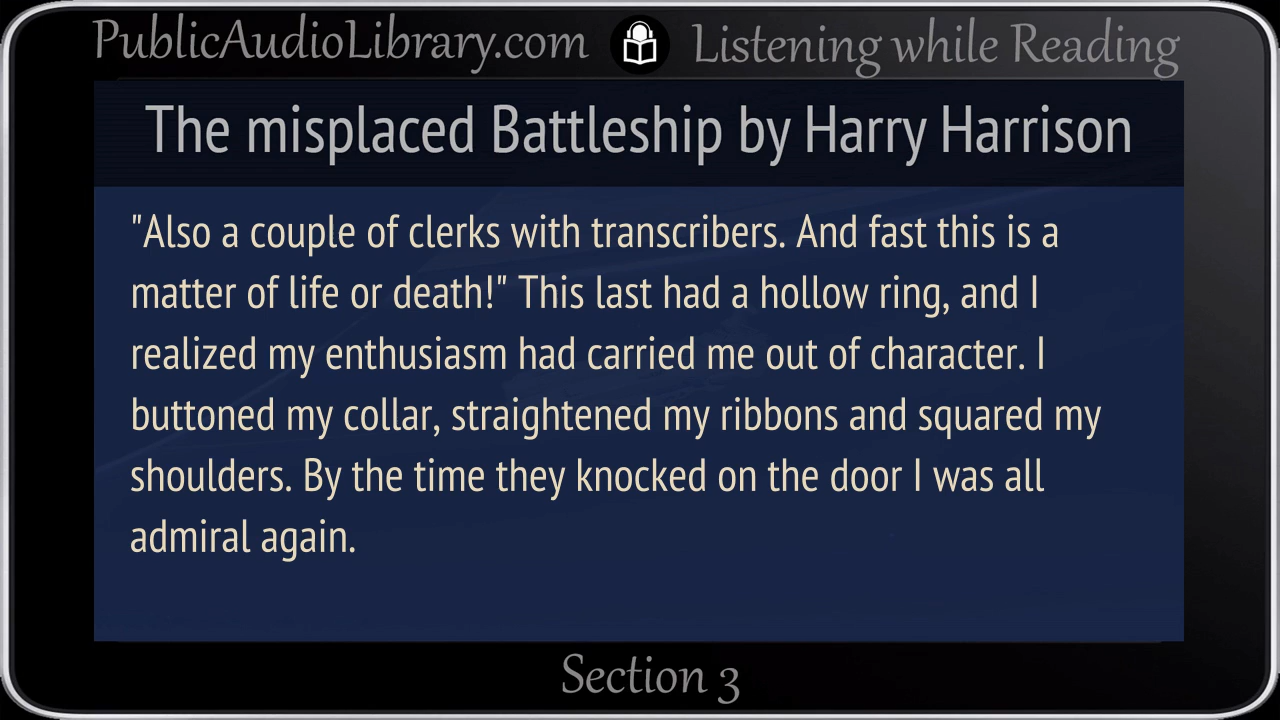 PublicAudioLibrary.com Listening while Reading
The misplaced Battleship by Harry Harrison
"Also a couple of clerks with transcribers. And fast this is a
matter of life or death!" This last had a hollow ring, and I
realized my enthusiasm had carried me out of character. I
buttoned my collar, straightened my ribbons and squared my
shoulders. By the time they knocked on the door I was all
admiral again.
Section 3